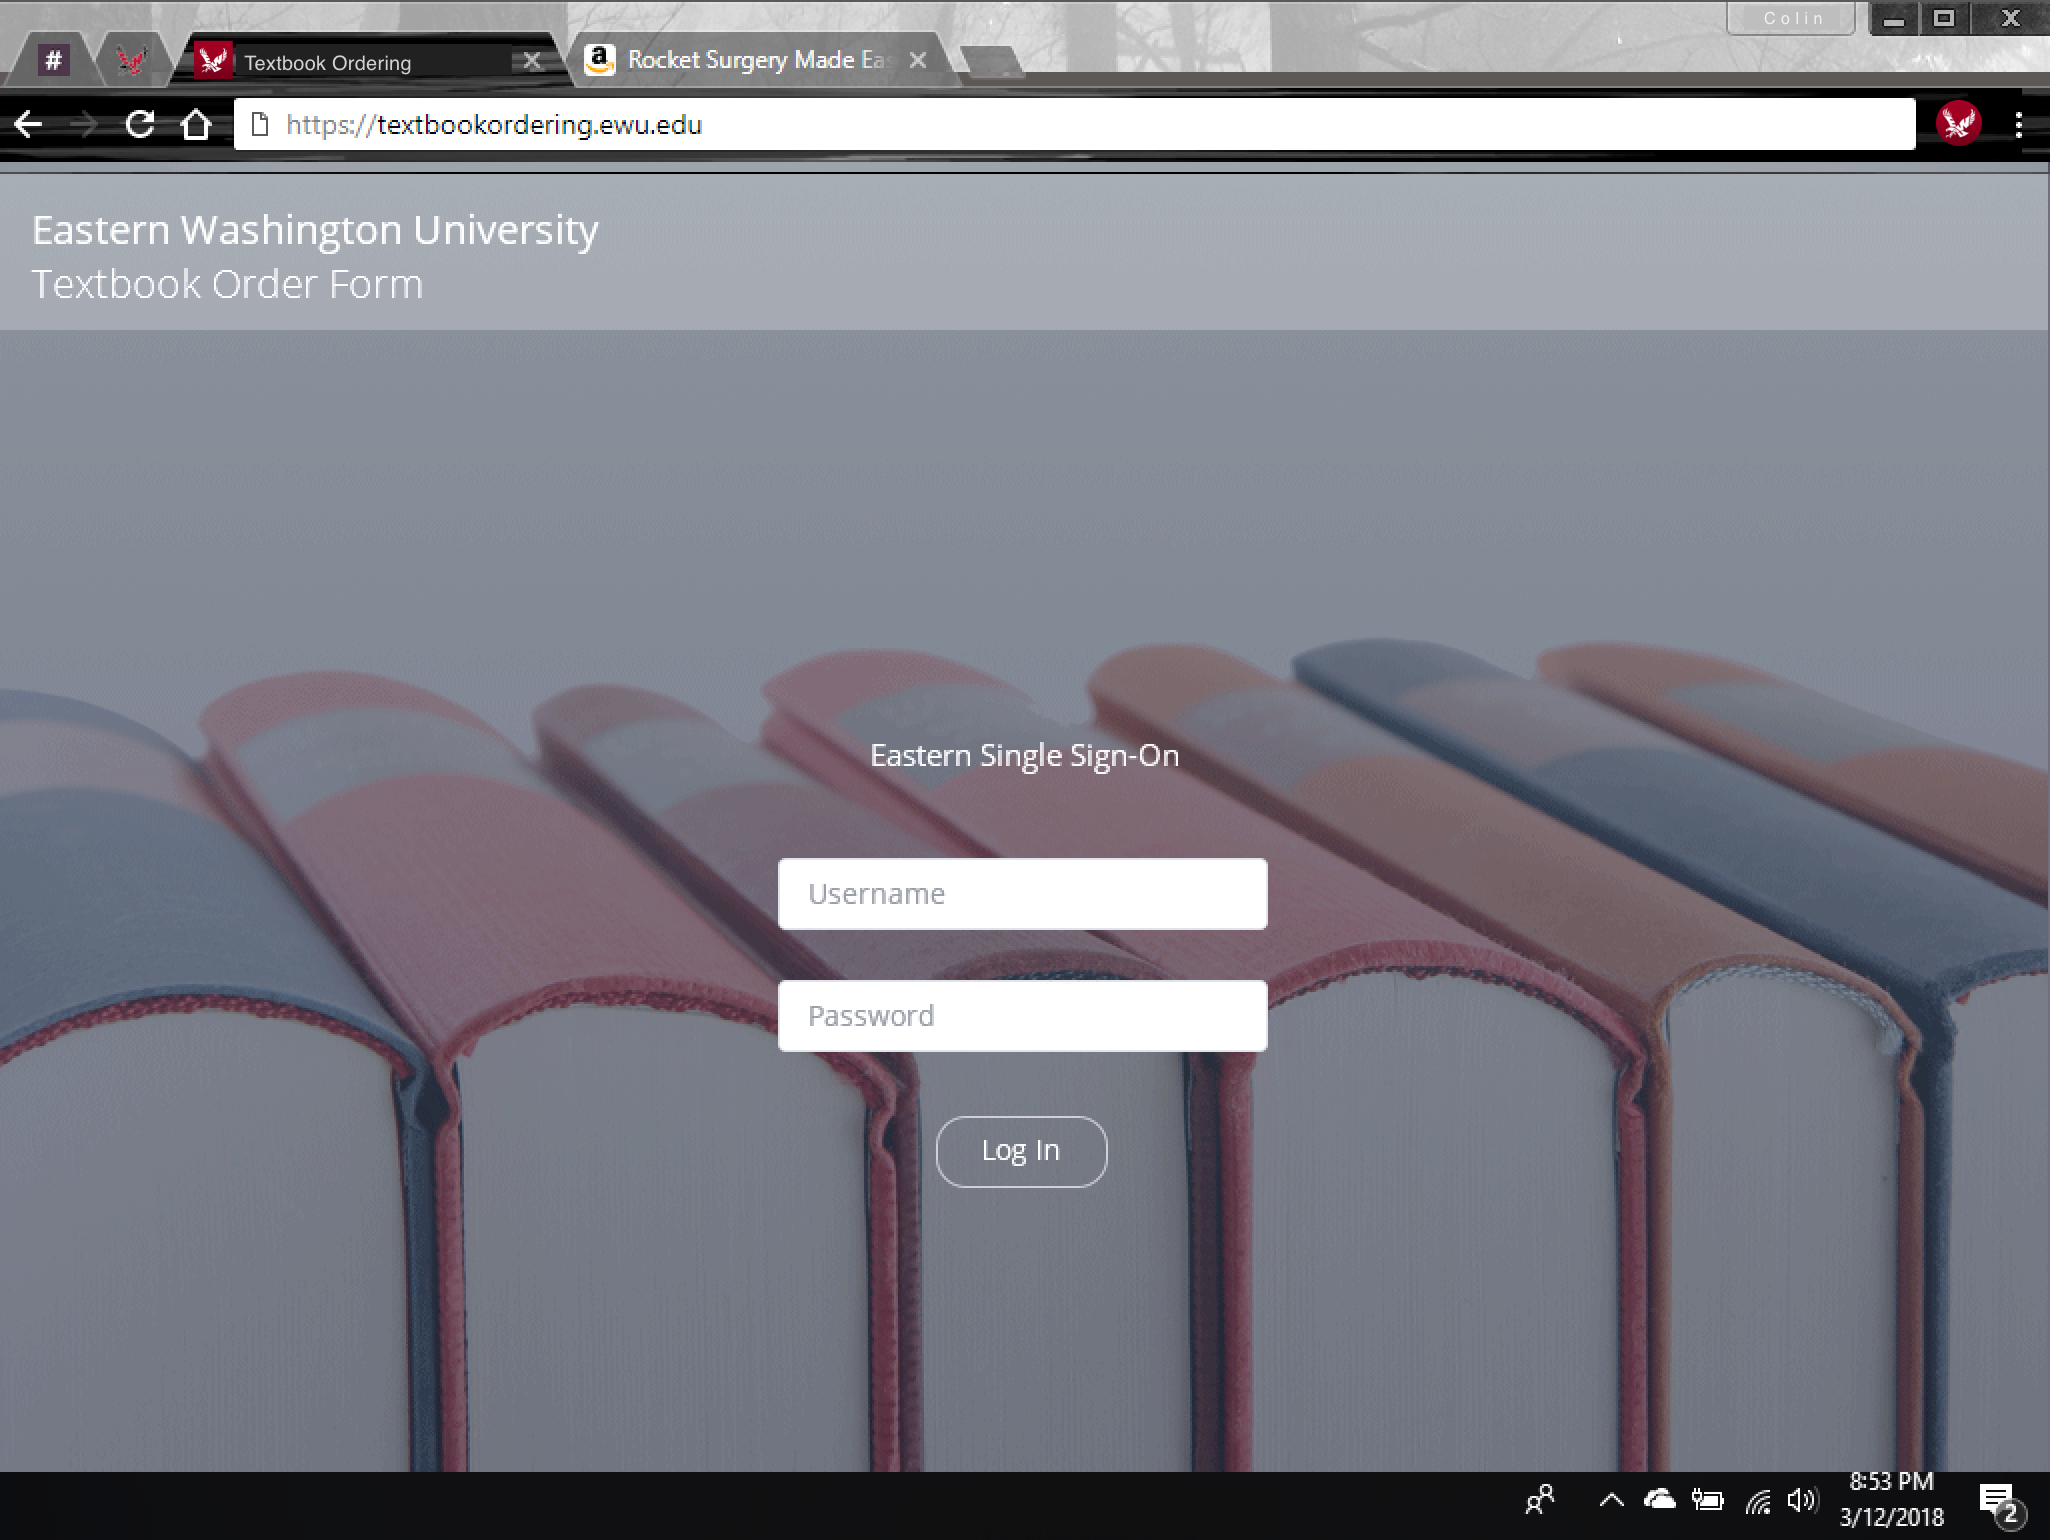 Colin
#
Textbook Ordering
Rocket Surgery Made Eas
https://textbookordering.ewu.edu
Eastern Washington University
Textbook Order Form
Eastern Single Sign-On
Username
Password
Log In
8:53 PM
3/12/2018
2